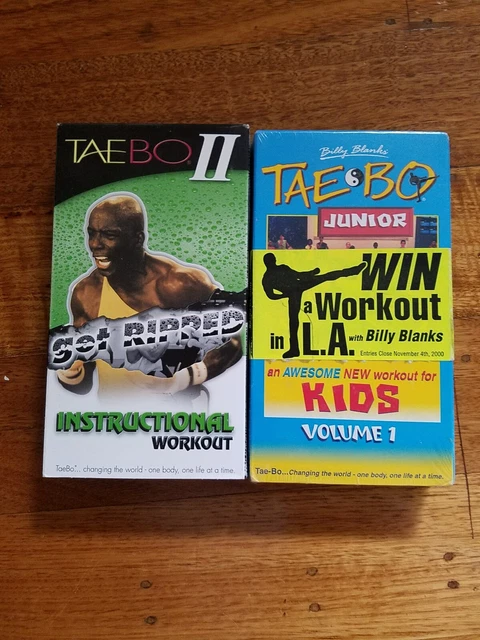 TAEBO® II
get RIPPED
INSTRUCTIONAL
WORKOUT
TaeBo®... changing the world - one body, one life at a time.
Billy Blanks
TAE BO®
JUNIOR
WIN
a Workout
in L.A. with Billy Blanks
Entries Close November 4th, 2000
an AWESOME NEW workout for
KIDS
VOLUME 1
Tae-Bo...Changing the world - one body, one life at a time.